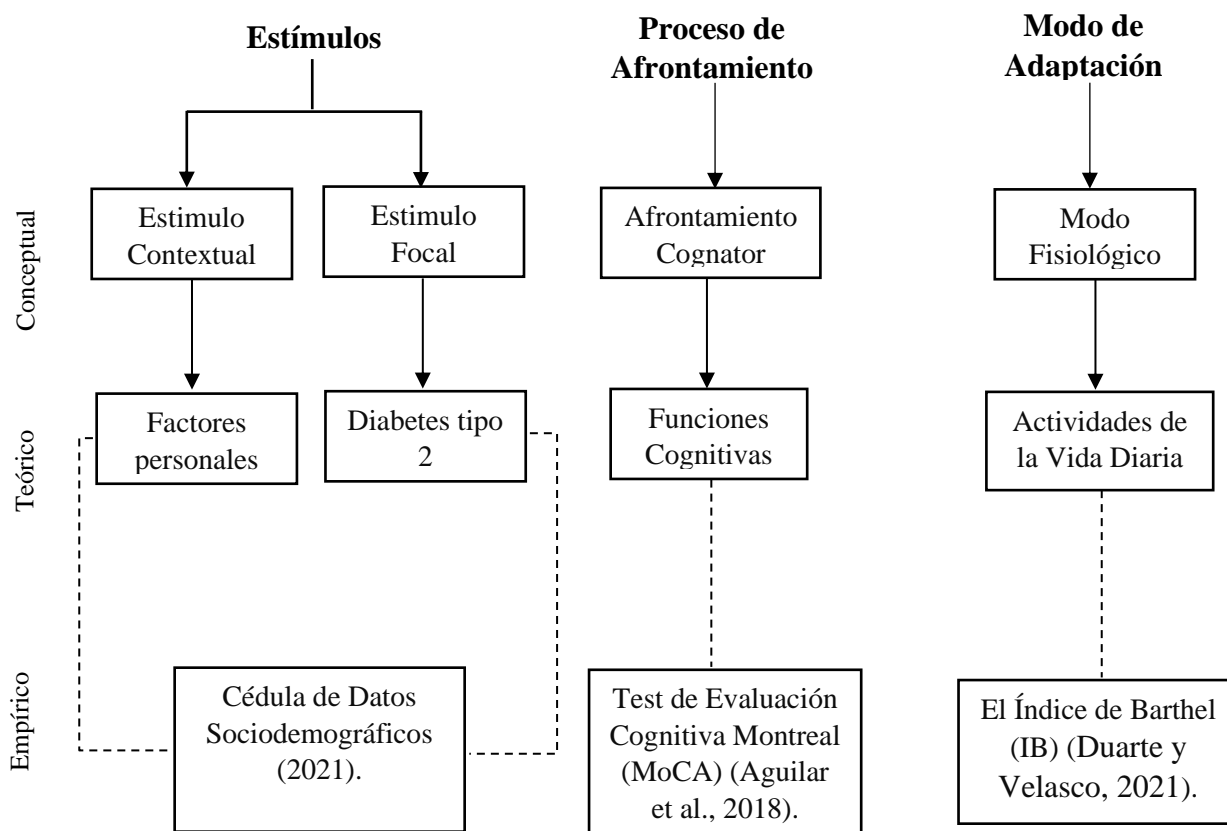 Estímulos
Proceso de
Afrontamiento
Modo de
Adaptación
Conceptual
Estimulo
Contextual
Estimulo
Focal
Afrontamiento
Cognator
Modo
Fisiológico
Teórico
Factores
personales
Diabetes tipo
2
Funciones
Cognitivas
Actividades de
la Vida Diaria
Empírico
Cédula de Datos
Sociodemográficos
(2021).
Test de Evaluación
Cognitiva Montreal
(MoCA) (Aguilar
et al., 2018).
El Índice de Barthel
(IB) (Duarte y
Velasco, 2021).